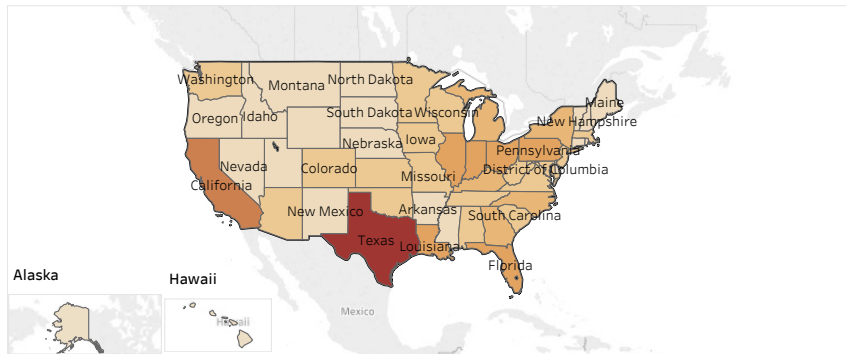 Washington
Montana
North Dakota
Maine
Oregon
Idaho
South Dakota
Wisconsin
New Hampshire
Nebraska
Iowa
Pennsylvania
Nevada
Colorado
Missouri
District of Columbia
California
New Mexico
Arkansas
South Carolina
Texas
Louisiana
Florida
Alaska
Hawaii
Mexico
Hawaii